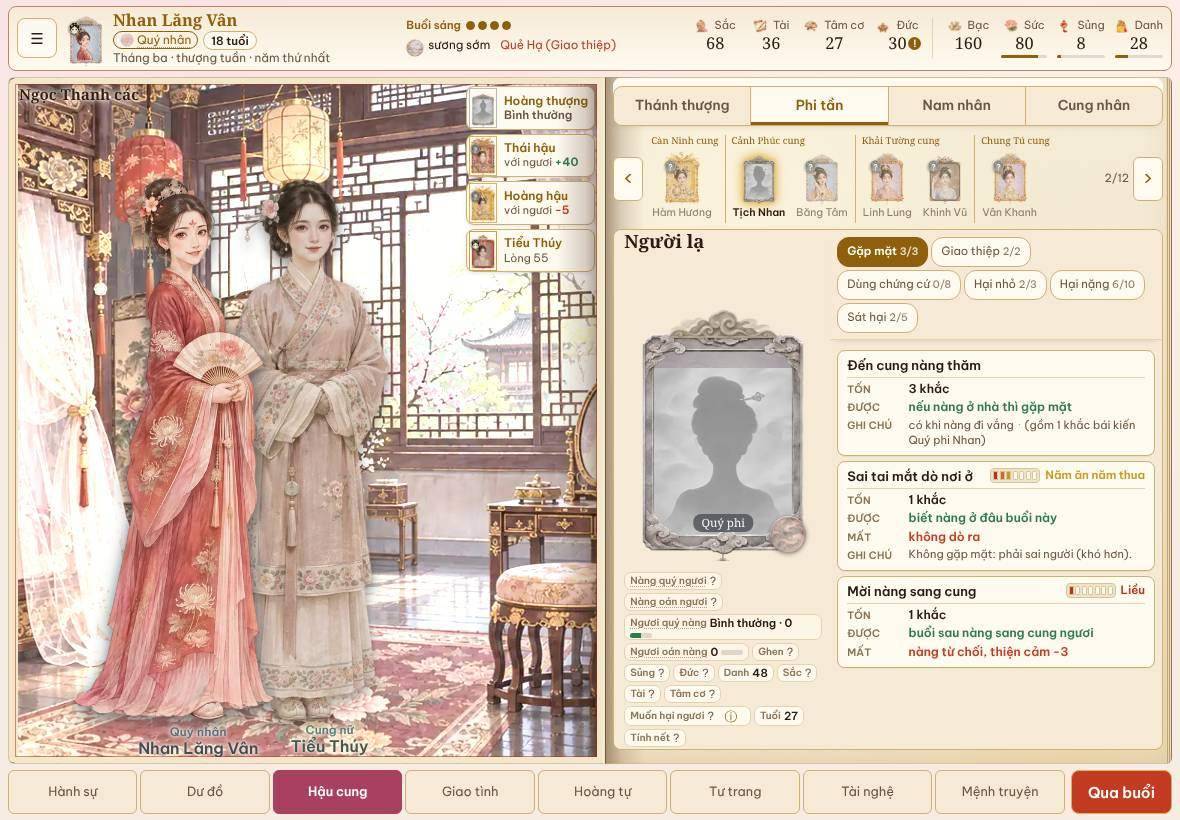 ☰
Nhan Lăng Vân
Quý nhân 18 tuổi
Tháng ba · thượng tuần · năm thứ nhất
Buổi sáng
sương sớm Quẻ Hạ (Giao thiệp)
Sắc 68
Tài 36
Tâm cơ 27
Đức 30 !
Bạc 160
Sức 80
Sủng 8
Danh 28
Ngọc Thanh các
Hoàng thượng
Bình thường
Thái hậu
với ngươi +40
Hoàng hậu
với ngươi -5
Tiểu Thúy
Lòng 55
Quý nhân
Nhan Lăng Vân
Cung nữ
Tiểu Thúy
Thánh thượng Phi tần Nam nhân Cung nhân
Càn Ninh cung Cảnh Phúc cung Khải Tường cung Chung Tú cung
? ? ? ? ?
2/12
Hàm Hương Tịch Nhan Băng Tâm Linh Lung Khinh Vũ Vân Khanh
Người lạ
Quý phi
Nàng quý ngươi ?
Nàng oán ngươi ?
Ngươi quý nàng Bình thường · 0
Ngươi oán nàng 0 Ghen ?
Sủng ? Đức ? Danh 48 Sắc ?
Tài ? Tâm cơ ?
Muốn hại ngươi ? ⓘ Tuổi 27
Tính nết ?
Gặp mặt 3/3 Giao thiệp 2/2
Dùng chứng cứ 0/8 Hại nhỏ 2/3 Hại nặng 6/10
Sát hại 2/5
Đến cung nàng thăm
TỐN 3 khắc
ĐƯỢC nếu nàng ở nhà thì gặp mặt
GHI CHÚ có khi nàng đi vắng · (gồm 1 khắc bái kiến
Quý phi Nhan)
Sai tai mắt dò nơi ở Năm ăn năm thua
TỐN 1 khắc
ĐƯỢC biết nàng ở đâu buổi này
MẤT không dò ra
GHI CHÚ Không gặp mặt: phải sai người (khó hơn).
Mời nàng sang cung Liều
TỐN 1 khắc
ĐƯỢC buổi sau nàng sang cung ngươi
MẤT nàng từ chối, thiện cảm -3
Hành sự Dư đồ Hậu cung Giao tình Hoàng tự Tư trang Tài nghệ Mệnh truyện Qua buổi